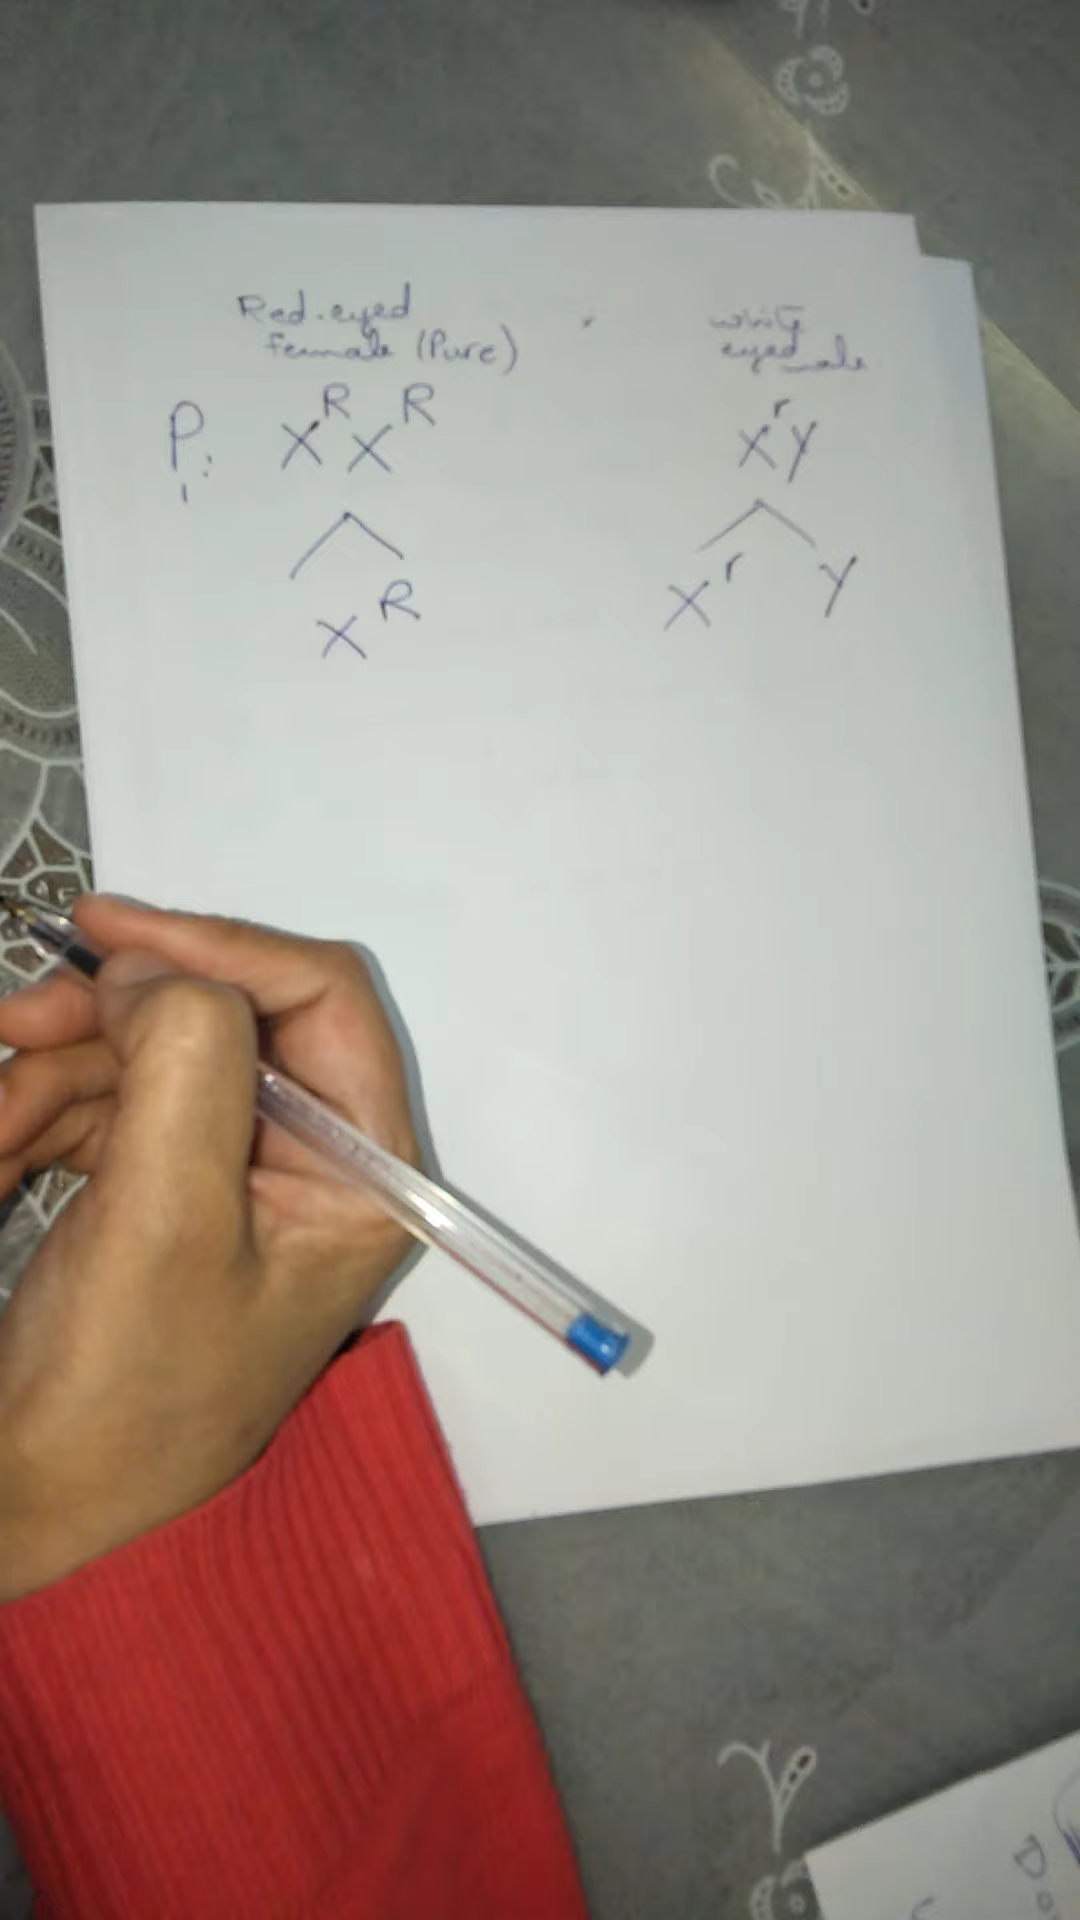 Red-eyed
female (Pure)
white
eyed male
P: X^R X^R
X^r Y
X^R
X^r Y